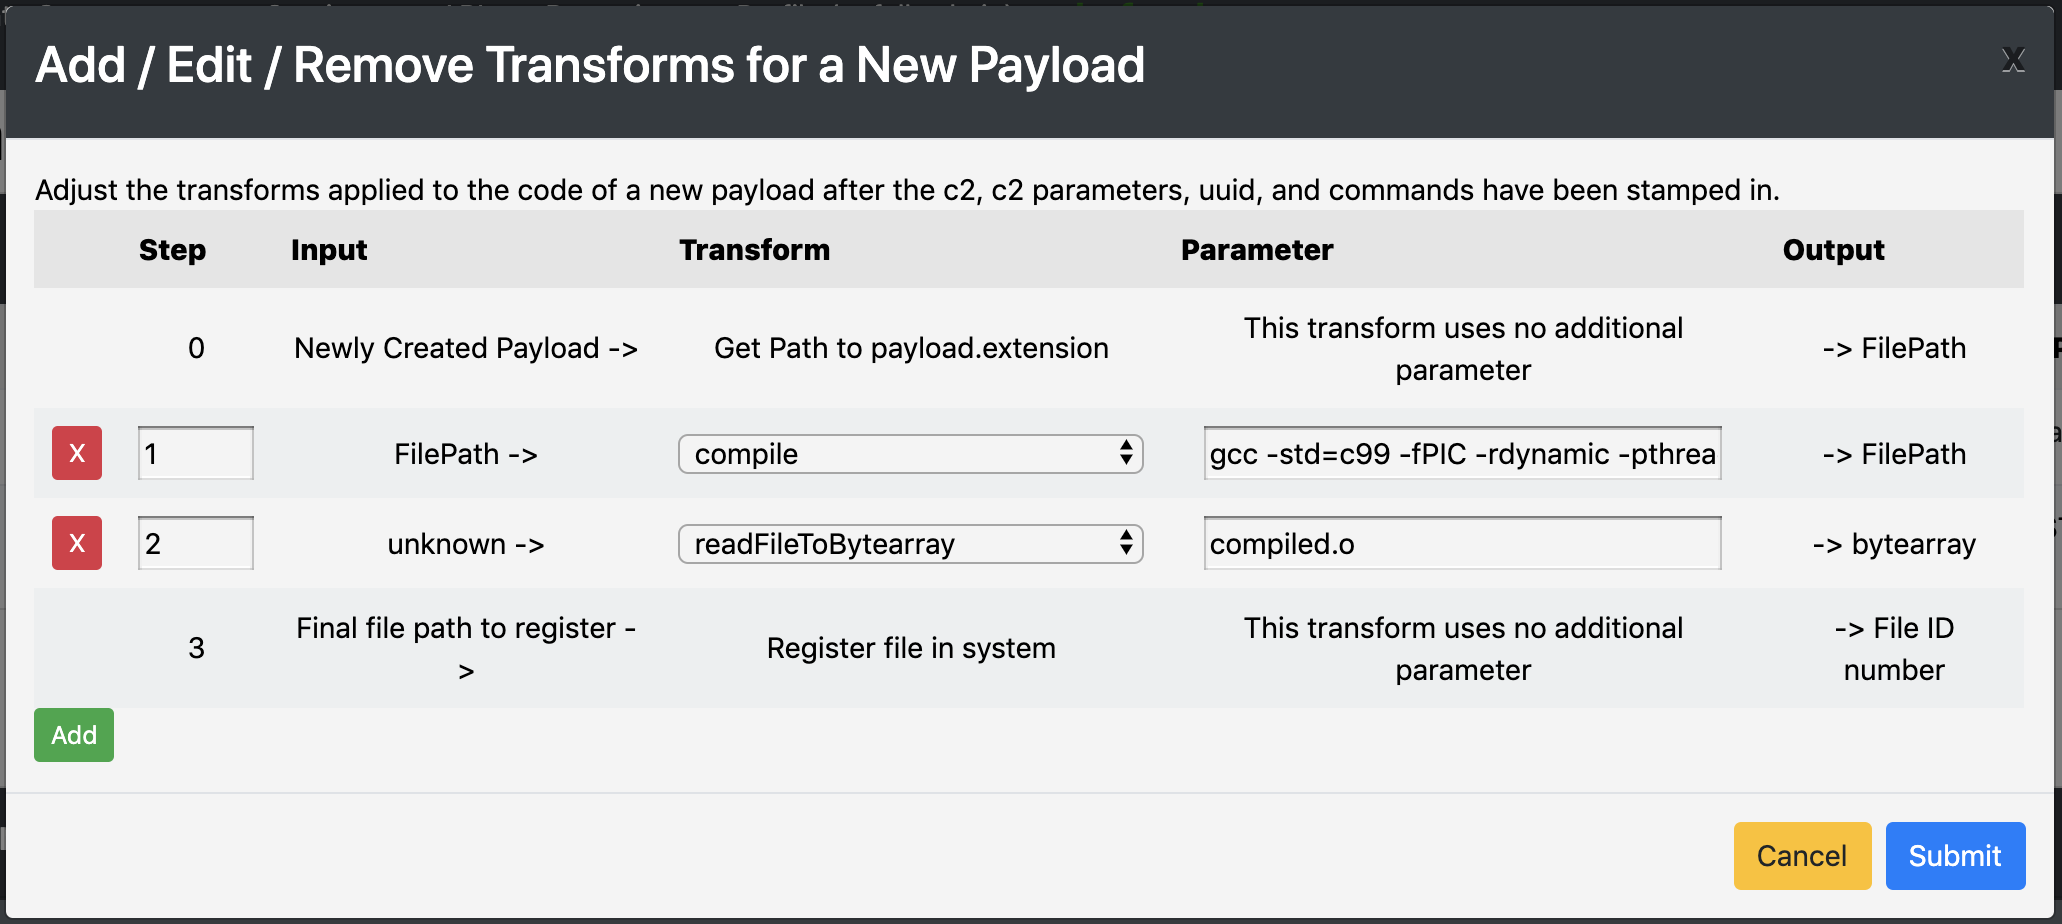 Add / Edit / Remove Transforms for a New Payload
X
Adjust the transforms applied to the code of a new payload after the c2, c2 parameters, uuid, and commands have been stamped in.
Step Input Transform Parameter Output
0 Newly Created Payload -> Get Path to payload.extension This transform uses no additional parameter -> FilePath
X 1 FilePath -> compile gcc -std=c99 -fPIC -rdynamic -pthrea -> FilePath
X 2 unknown -> readFileToBytearray compiled.o -> bytearray
3 Final file path to register -> Register file in system This transform uses no additional parameter -> File ID number
Add
Cancel Submit